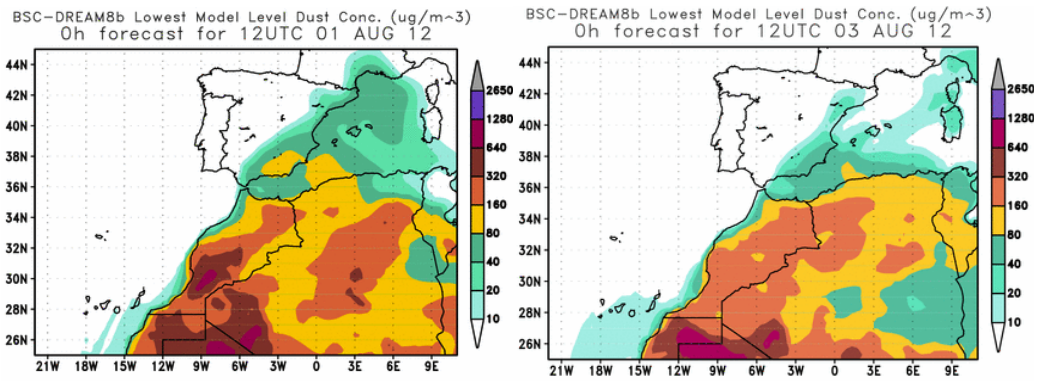 BSC-DREAM8b Lowest Model Level Dust Conc. (ug/m^3)
0h forecast for 12UTC 01 AUG 12
44N
42N
40N
38N
36N
34N
32N
30N
28N
26N
21W 18W 15W 12W 9W 6W 3W 0 3E 6E 9E
2650
1280
640
320
160
80
40
20
10
BSC-DREAM8b Lowest Model Level Dust Conc. (ug/m^3)
0h forecast for 12UTC 03 AUG 12
44N
42N
40N
38N
36N
34N
32N
30N
28N
26N
21W 18W 15W 12W 9W 6W 3W 0 3E 6E 9E
2650
1280
640
320
160
80
40
20
10